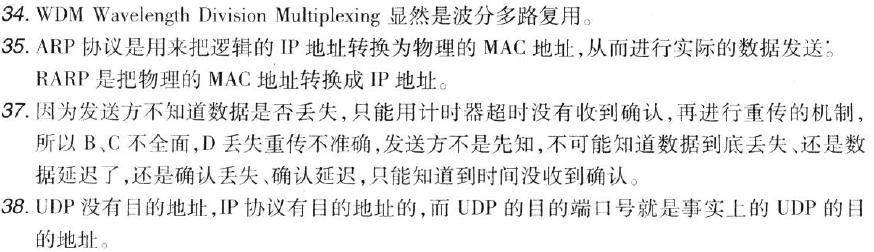 34. WDM Wavelength Division Multiplexing 显然是波分多路复用。
35. ARP 协议是用来把逻辑的 IP 地址转换为物理的 MAC 地址,从而进行实际的数据发送。
RARP 是把物理的 MAC 地址转换成 IP 地址。
37. 因为发送方不知道数据是否丢失,只能用计时器超时没有收到确认,再进行重传的机制,
所以 B、C 不全面,D 丢失重传不准确,发送方不是先知,不可能知道数据到底丢失、还是数
据延迟了,还是确认丢失、确认延迟,只能知道到时间没收到确认。
38. UDP 没有目的地址,IP 协议有目的地址的,而 UDP 的目的端口号就是事实上的 UDP 的目
的地址。